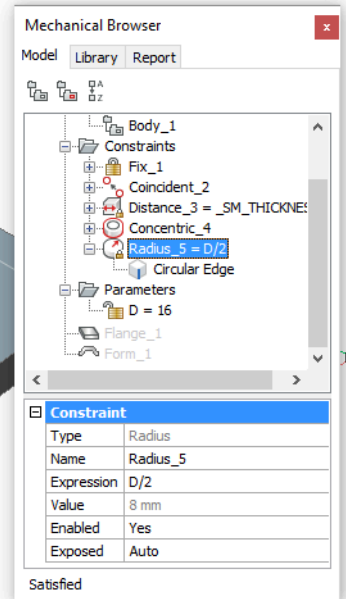 Mechanical Browser
x
Model Library Report
A
Z
Body_1
Constraints
Fix_1
Coincident_2
Distance_3 = _SM_THICKNES
Concentric_4
Radius_5 = D/2
Circular Edge
Parameters
D = 16
Flange_1
Form_1
Constraint
Type Radius
Name Radius_5
Expression D/2
Value 8 mm
Enabled Yes
Exposed Auto
Satisfied